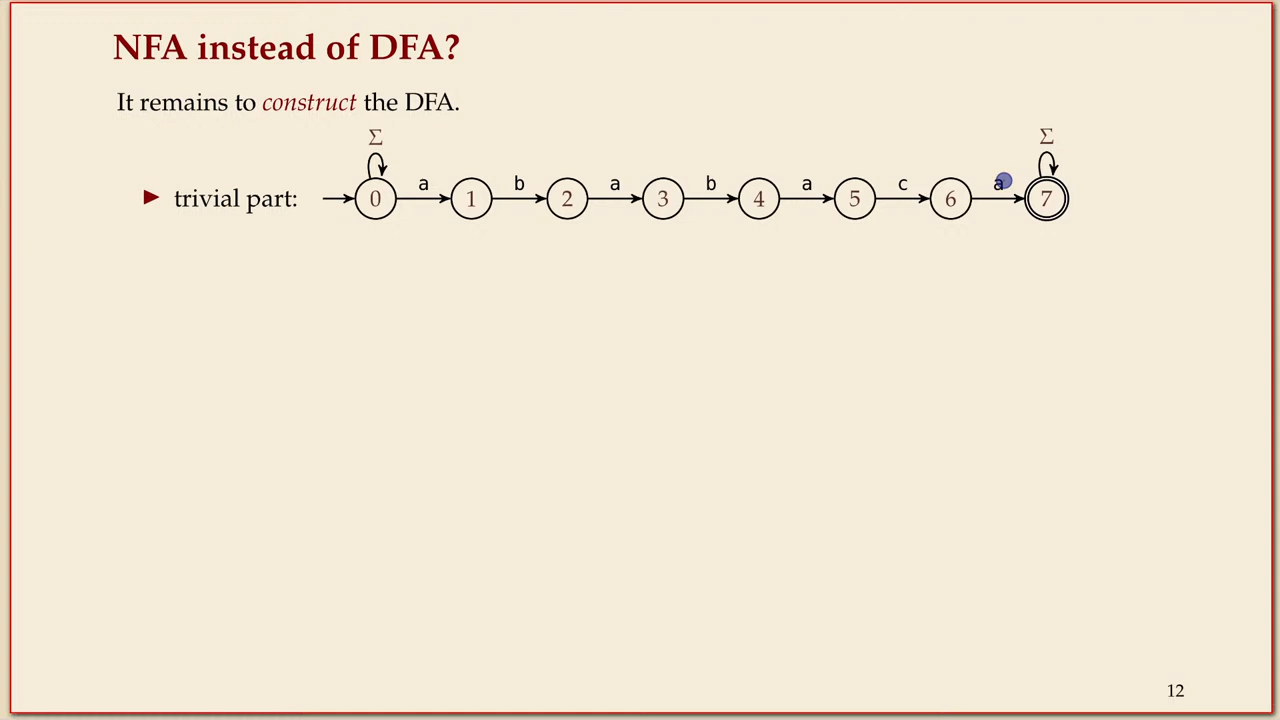 NFA instead of DFA?
It remains to construct the DFA.
Σ Σ
▶ trivial part: 0 a 1 b 2 a 3 b 4 a 5 c 6 a 7
12